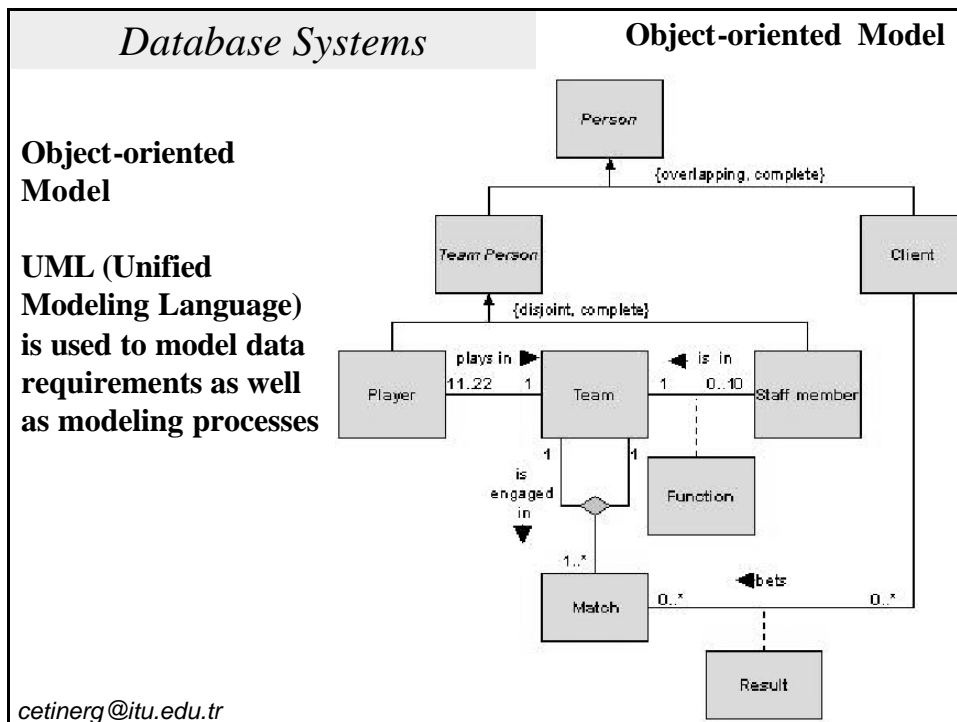 Database Systems
Object-oriented Model
Object-oriented
Model
UML (Unified
Modeling Language)
is used to model data
requirements as well
as modeling processes
Person
{overlapping, complete}
Team Person
Client
{disjoint, complete}
Player
plays in
11..22
1
Team
is in
1
0..10
Staff member
1
1
is
engaged
in
Function
1..*
Match
bets
0..*
0..*
Result
cetinerg@itu.edu.tr